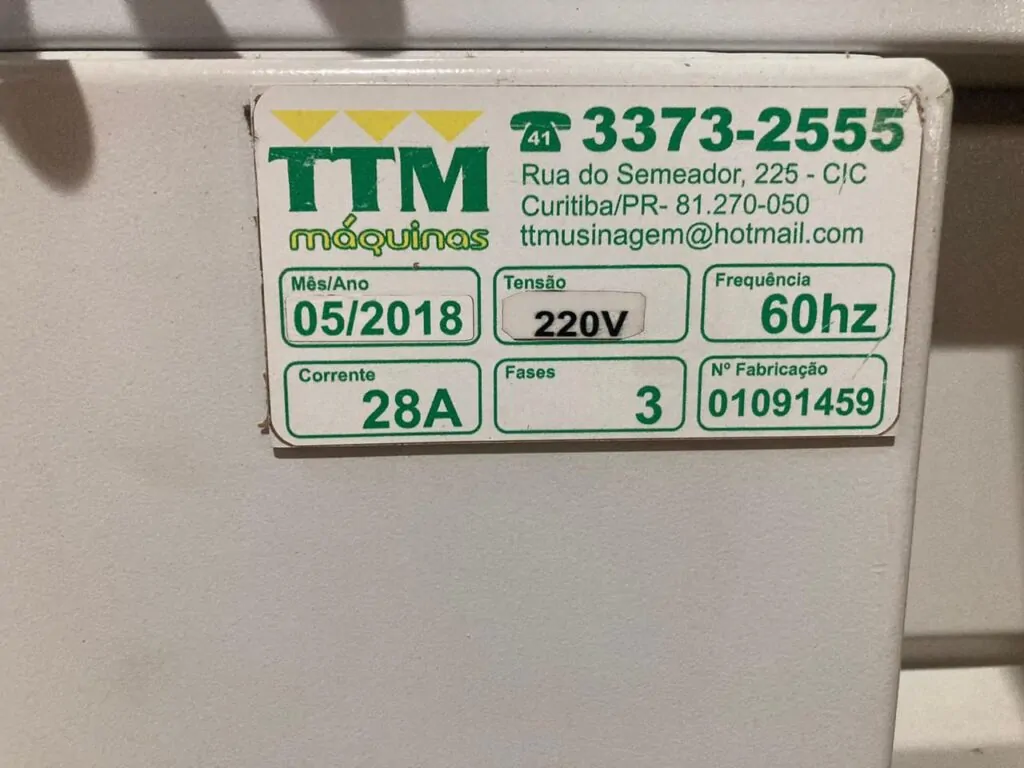 TTM
máquinas
41 3373-2555
Rua do Semeador, 225 - CIC
Curitiba/PR- 81.270-050
ttmusinagem@hotmail.com
Mês/Ano
05/2018
Tensão
220V
Frequência
60hz
Corrente
28A
Fases
3
Nº Fabricação
01091459